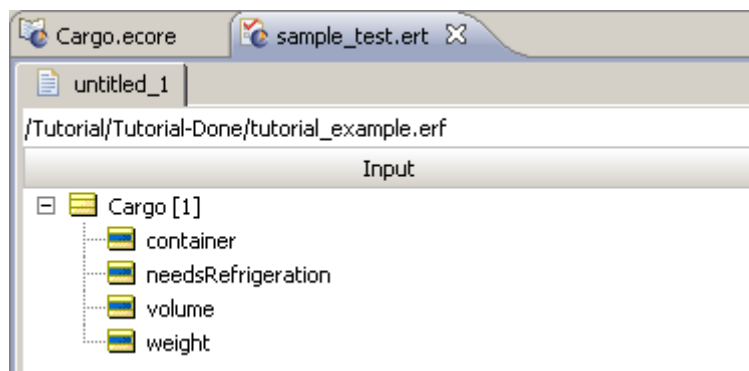 Cargo.ecore sample_test.ert
untitled_1
/Tutorial/Tutorial-Done/tutorial_example.erf
Input
Cargo [1]
container
needsRefrigeration
volume
weight